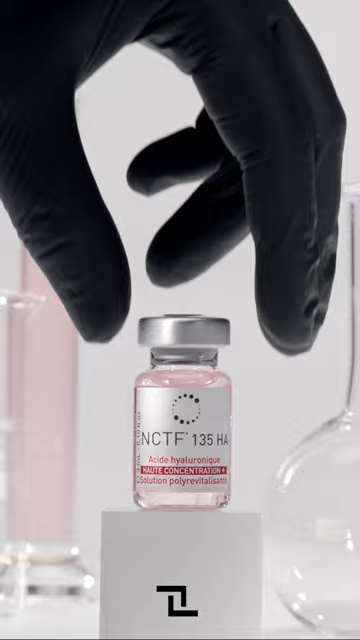 NCTF® 135 HA
Acide hyaluronique
HAUTE CONCENTRATION+
Solution polyrevitalisante